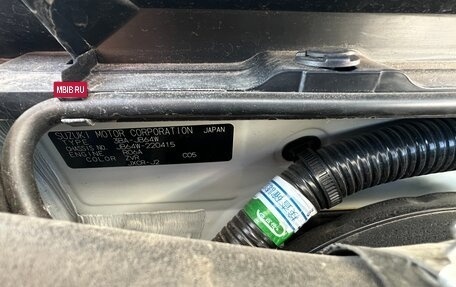 MBIB RU
SUZUKI MOTOR CORPORATION JAPAN
TYPE 3BA-JB64W
CHASSIS NO. JB64W-220415
ENGINE R06A
COLOR ZVR C05
JXCR-J2